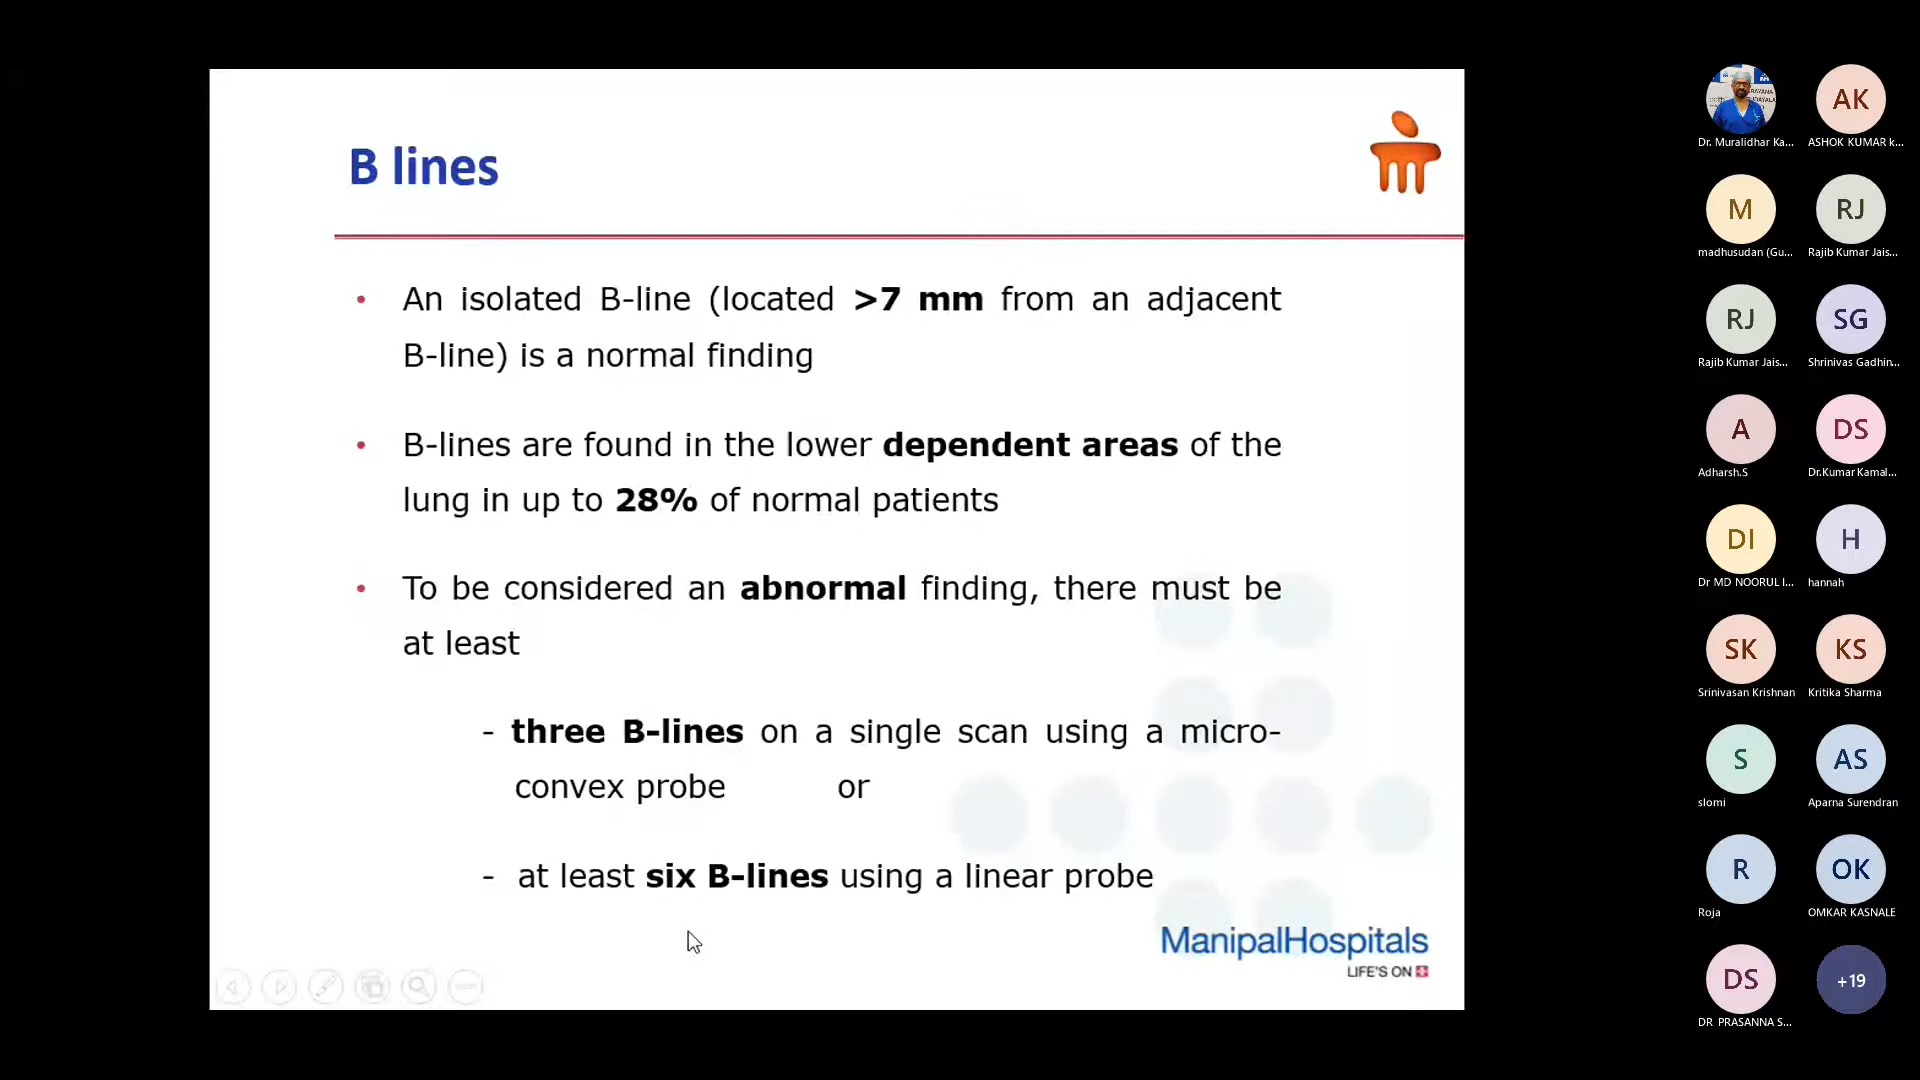 B lines
• An isolated B-line (located >7 mm from an adjacent
B-line) is a normal finding
• B-lines are found in the lower dependent areas of the
lung in up to 28% of normal patients
• To be considered an abnormal finding, there must be
at least
- three B-lines on a single scan using a micro-
convex probe or
- at least six B-lines using a linear probe
ManipalHospitals
LIFE'S ON
Dr. Muralidhar Ka...
AK
ASHOK KUMAR k...
M
madhusudan (Gu...
RJ
Rajib Kumar Jais...
RJ
Rajib Kumar Jais...
SG
Shrinivas Gadhin...
A
Adharsh.S
DS
Dr.Kumar Kamal...
DI
Dr MD NOORUL I...
H
hannah
SK
Srinivasan Krishnan
KS
Kritika Sharma
S
slomi
AS
Aparna Surendran
R
Roja
OK
OMKAR KASNALE
DS
DR PRASANNA S...
+19